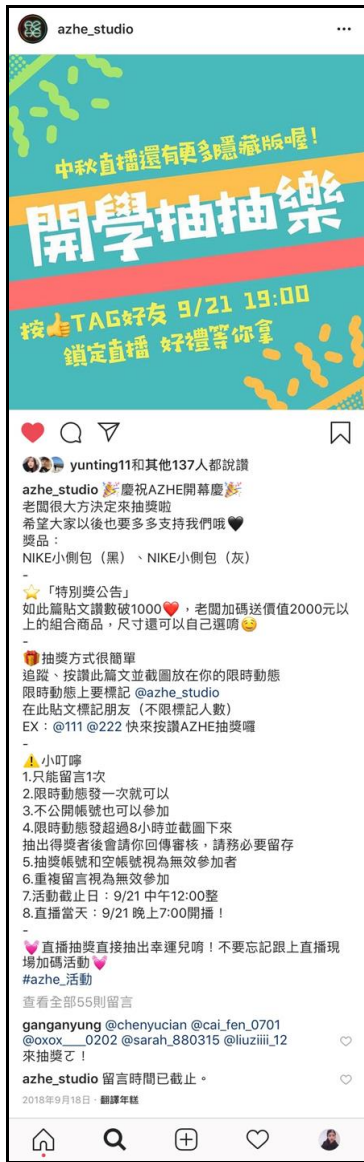 azhe_studio
中秋直播還有更多隱藏版喔!
開學抽抽樂
按👍TAG好友 9/21 19:00
鎖定直播 好禮等你拿
yunting11和其他137人都說讚
azhe_studio 🎉慶祝AZHE開幕慶🎉
老闆很大方決定來抽獎啦
希望大家以後也要多多支持我們哦🖤
獎品：
NIKE小側包（黑）、NIKE小側包（灰）
-
⭐「特別獎公告」
如此篇貼文讚數破1000❤️，老闆加碼送價值2000元以
上的組合商品，尺寸還可以自己選唷😉
-
🎁抽獎方式很簡單
追蹤、按讚此篇文並截圖放在你的限時動態
限時動態上要標記 @azhe_studio
在此貼文標記朋友（不限標記人數）
EX：@111 @222 快來按讚AZHE抽獎囉
-
⚠️小叮嚀
1.只能留言1次
2.限時動態發一次就可以
3.不公開帳號也可以參加
4.限時動態發超過8小時並截圖下來
抽出得獎者後會請你回傳審核，請務必要留存
5.抽獎帳號和空帳號視為無效參加者
6.重複留言視為無效參加
7.活動截止日：9/21 中午12:00整
8.直播當天：9/21 晚上7:00開播！
-
💓直播抽獎直接抽出幸運兒唷！不要忘記跟上直播現
場加碼活動💓
#azhe_活動
查看全部55則留言
ganganyung @chenyucian @cai_fen_0701
@oxox____0202 @sarah_880315 @liuziiii_12
來抽獎ㄛ！
azhe_studio 留言時間已截止。
2018年9月18日 · 翻譯年糕